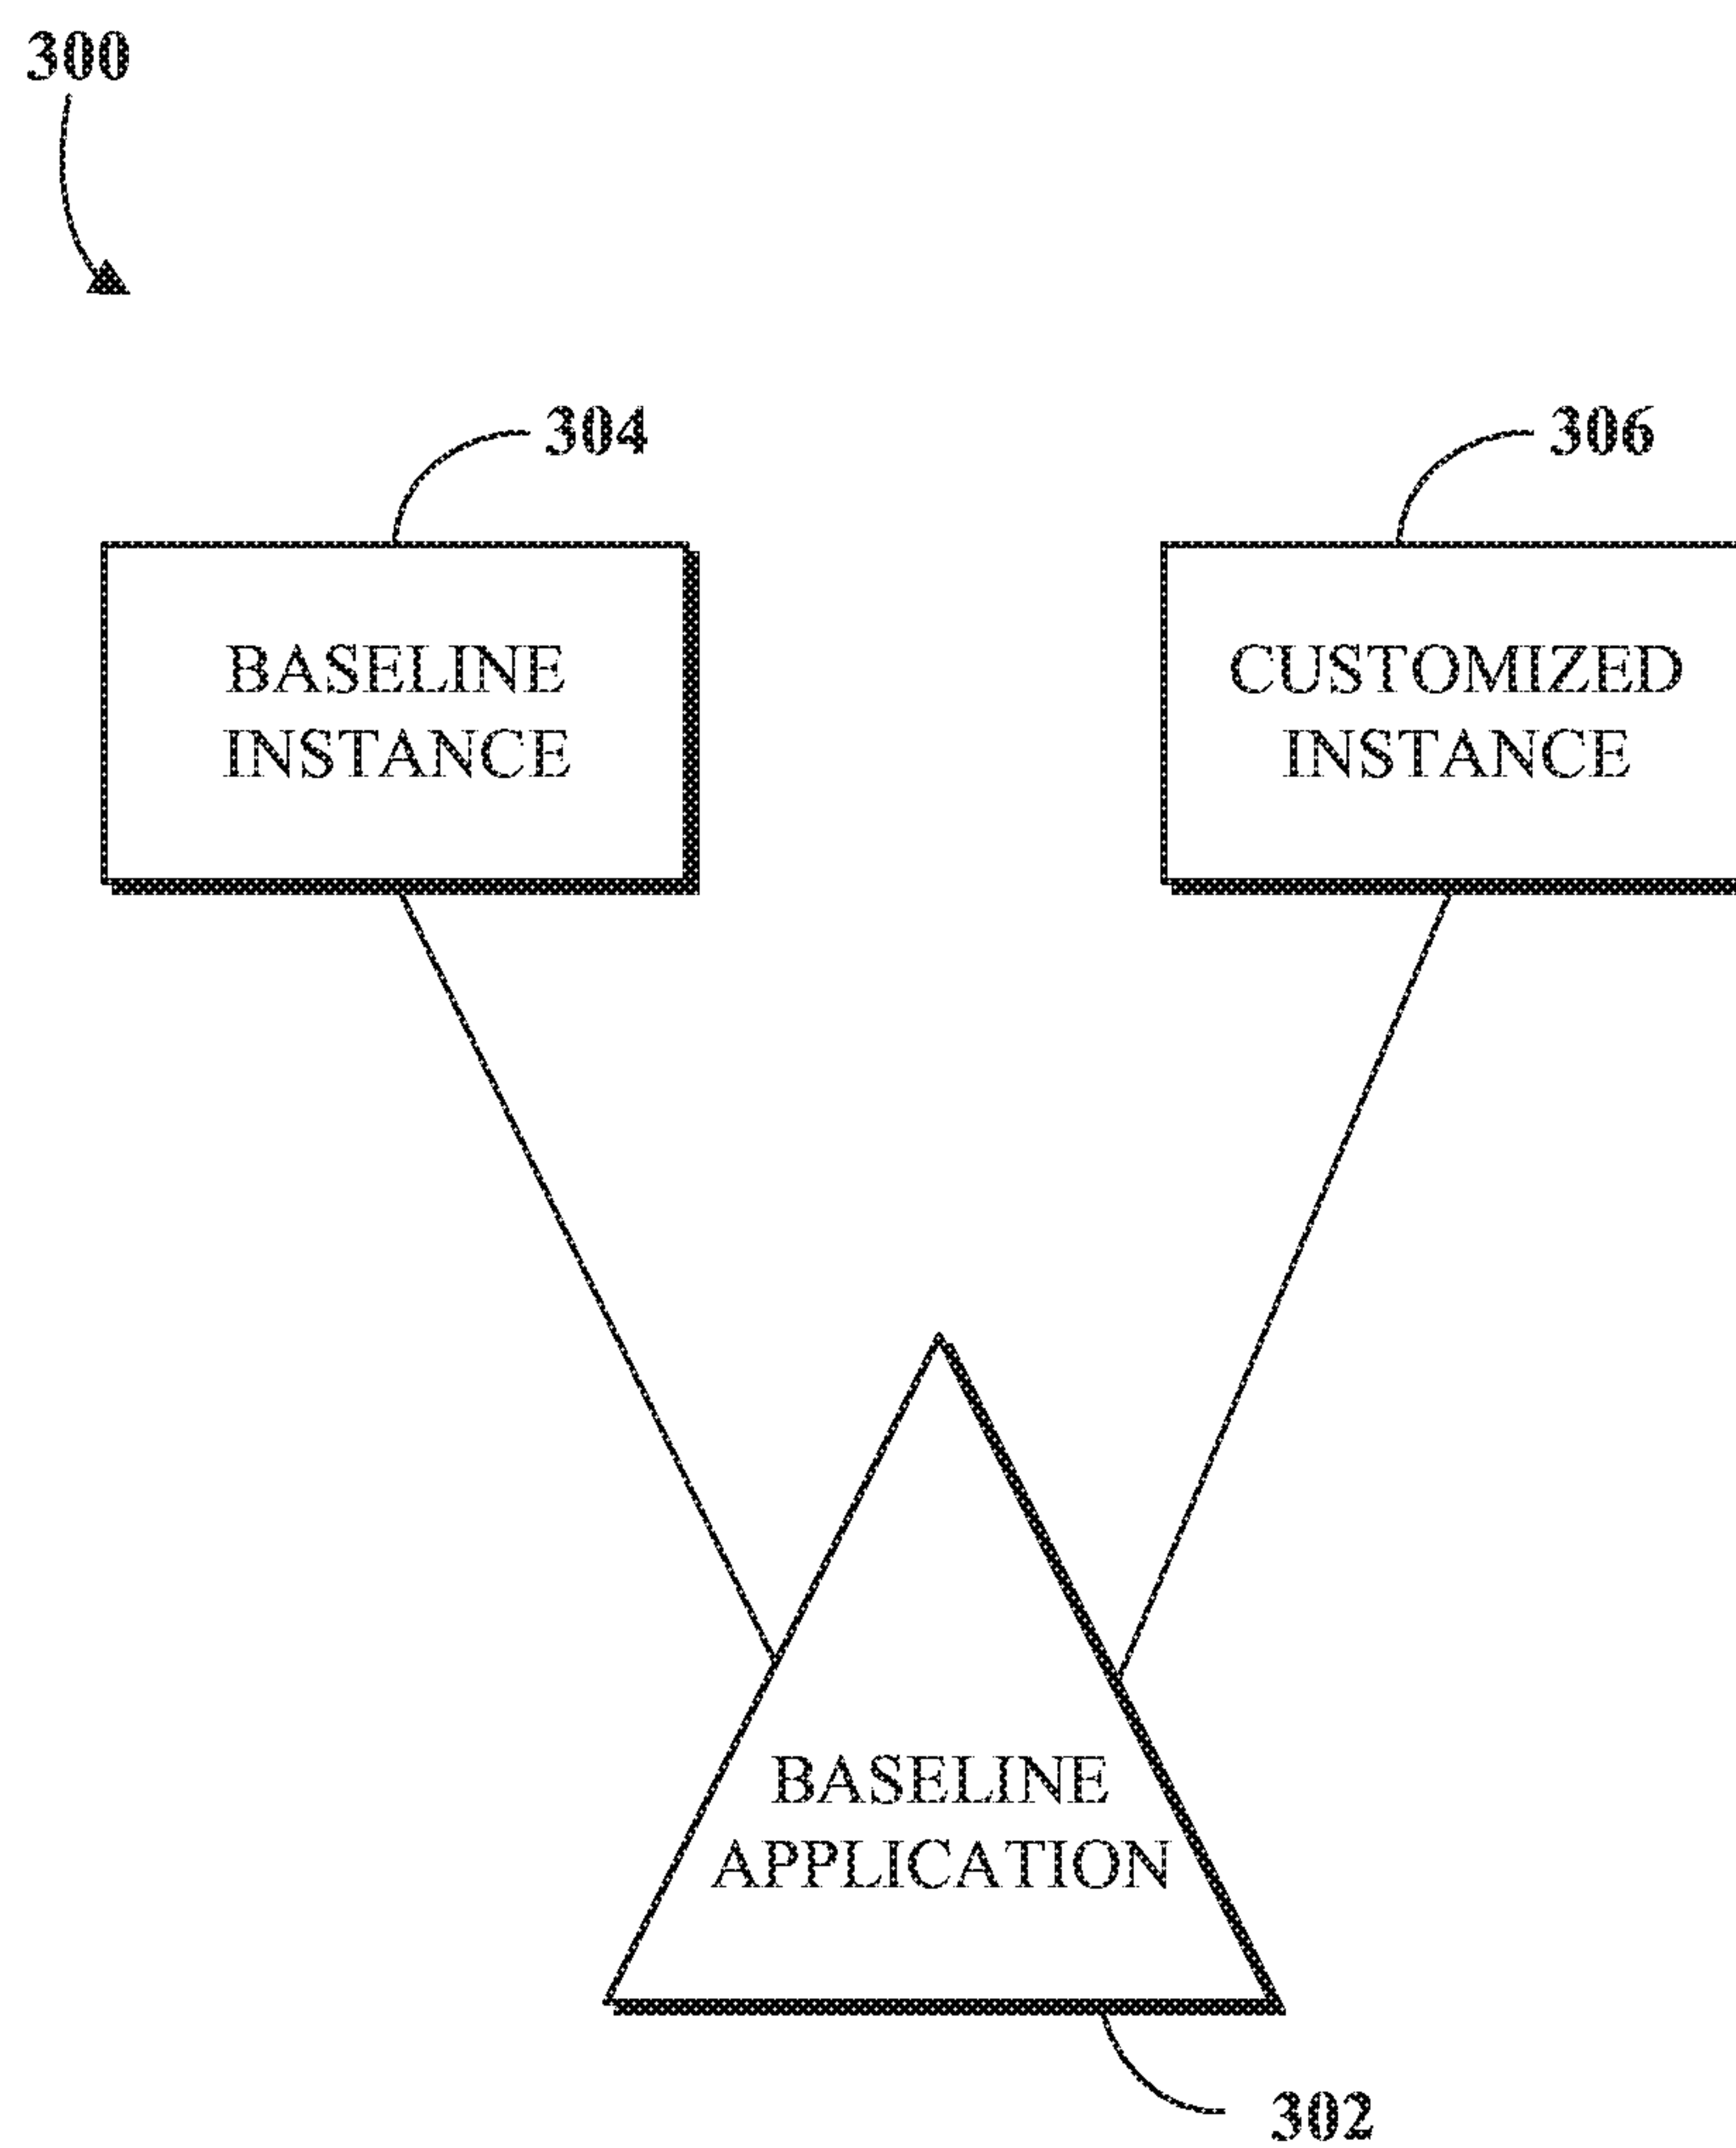 300
304
306
BASELINE
INSTANCE
CUSTOMIZED
INSTANCE
BASELINE
APPLICATION
302